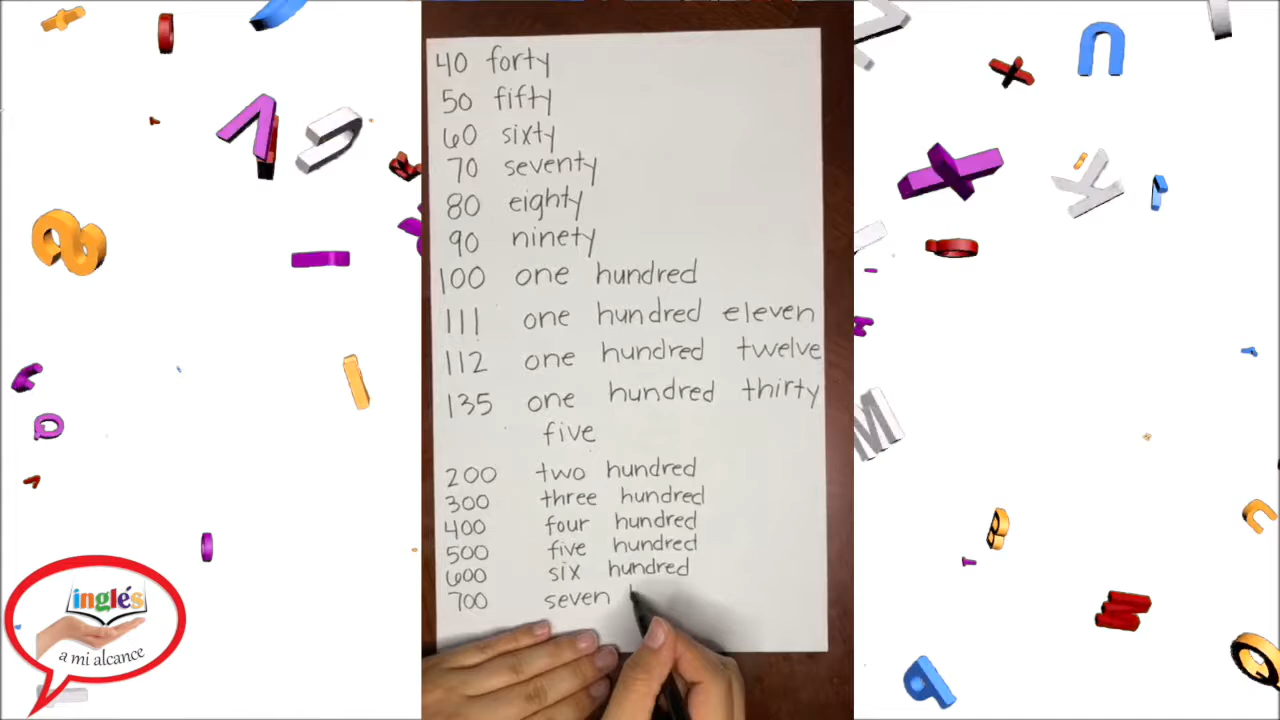 40 forty
50 fifty
60 sixty
70 seventy
80 eighty
90 ninety
100 one hundred
111 one hundred eleven
112 one hundred twelve
135 one hundred thirty
five
200 two hundred
300 three hundred
400 four hundred
500 five hundred
600 six hundred
700 seven h
inglés
a mi alcance